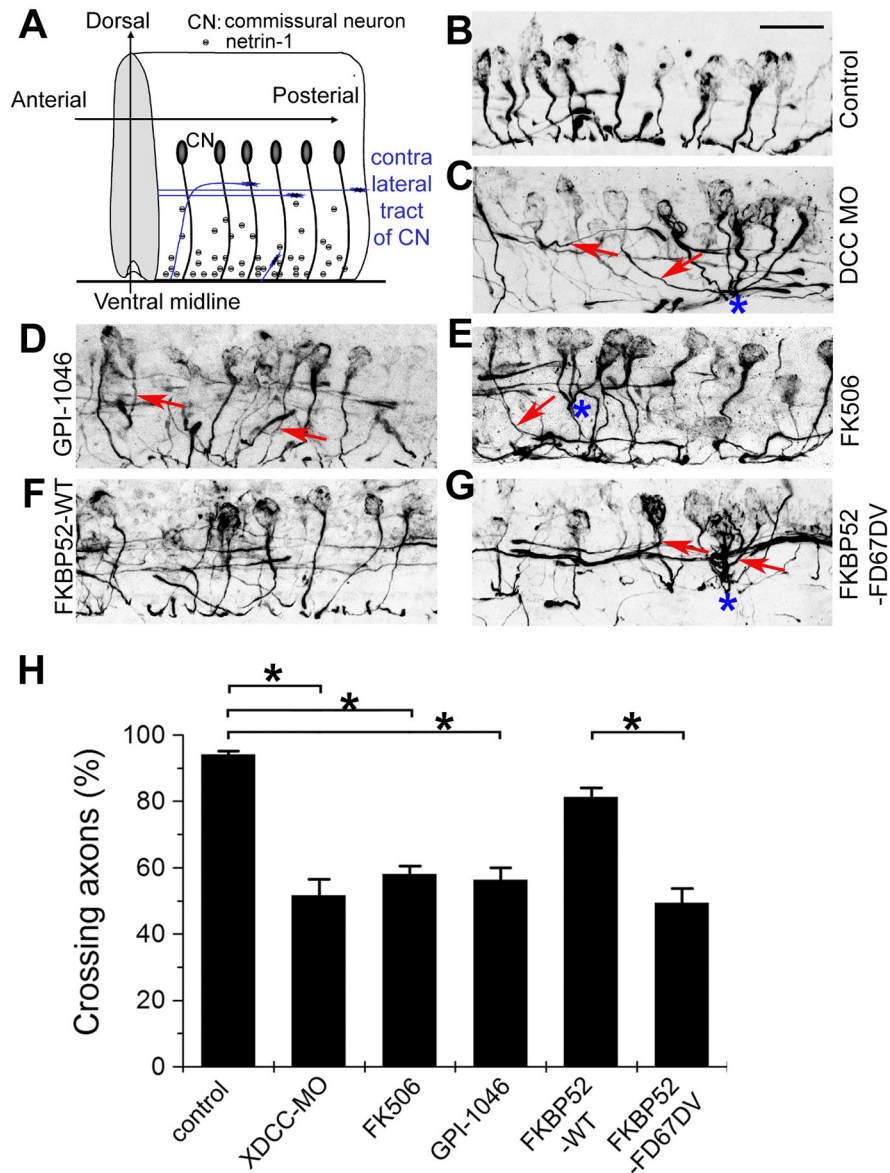 A
Dorsal
CN: commissural neuron
⊖ netrin-1
Anterial
Posterial
CN
contra
lateral
tract
of CN
Ventral midline
B
Control
C
DCC MO
*
D
GPI-1046
E
FK506
*
F
FKBP52-WT
G
FKBP52
-FD67DV
*
H
*
*
*
*
Crossing axons (%)
100
80
60
40
20
0
control
XDCC-MO
FK506
GPI-1046
FKBP52
-WT
FKBP52
-FD67DV